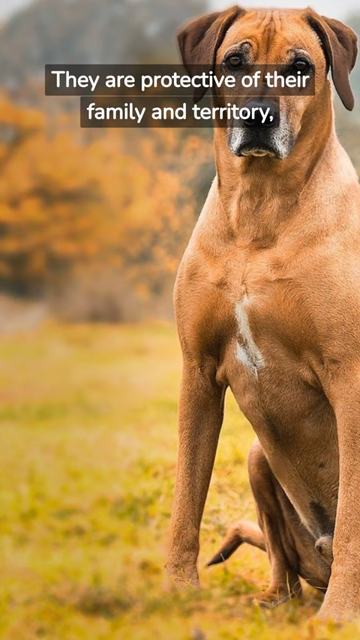 They are protective of their
family and territory,